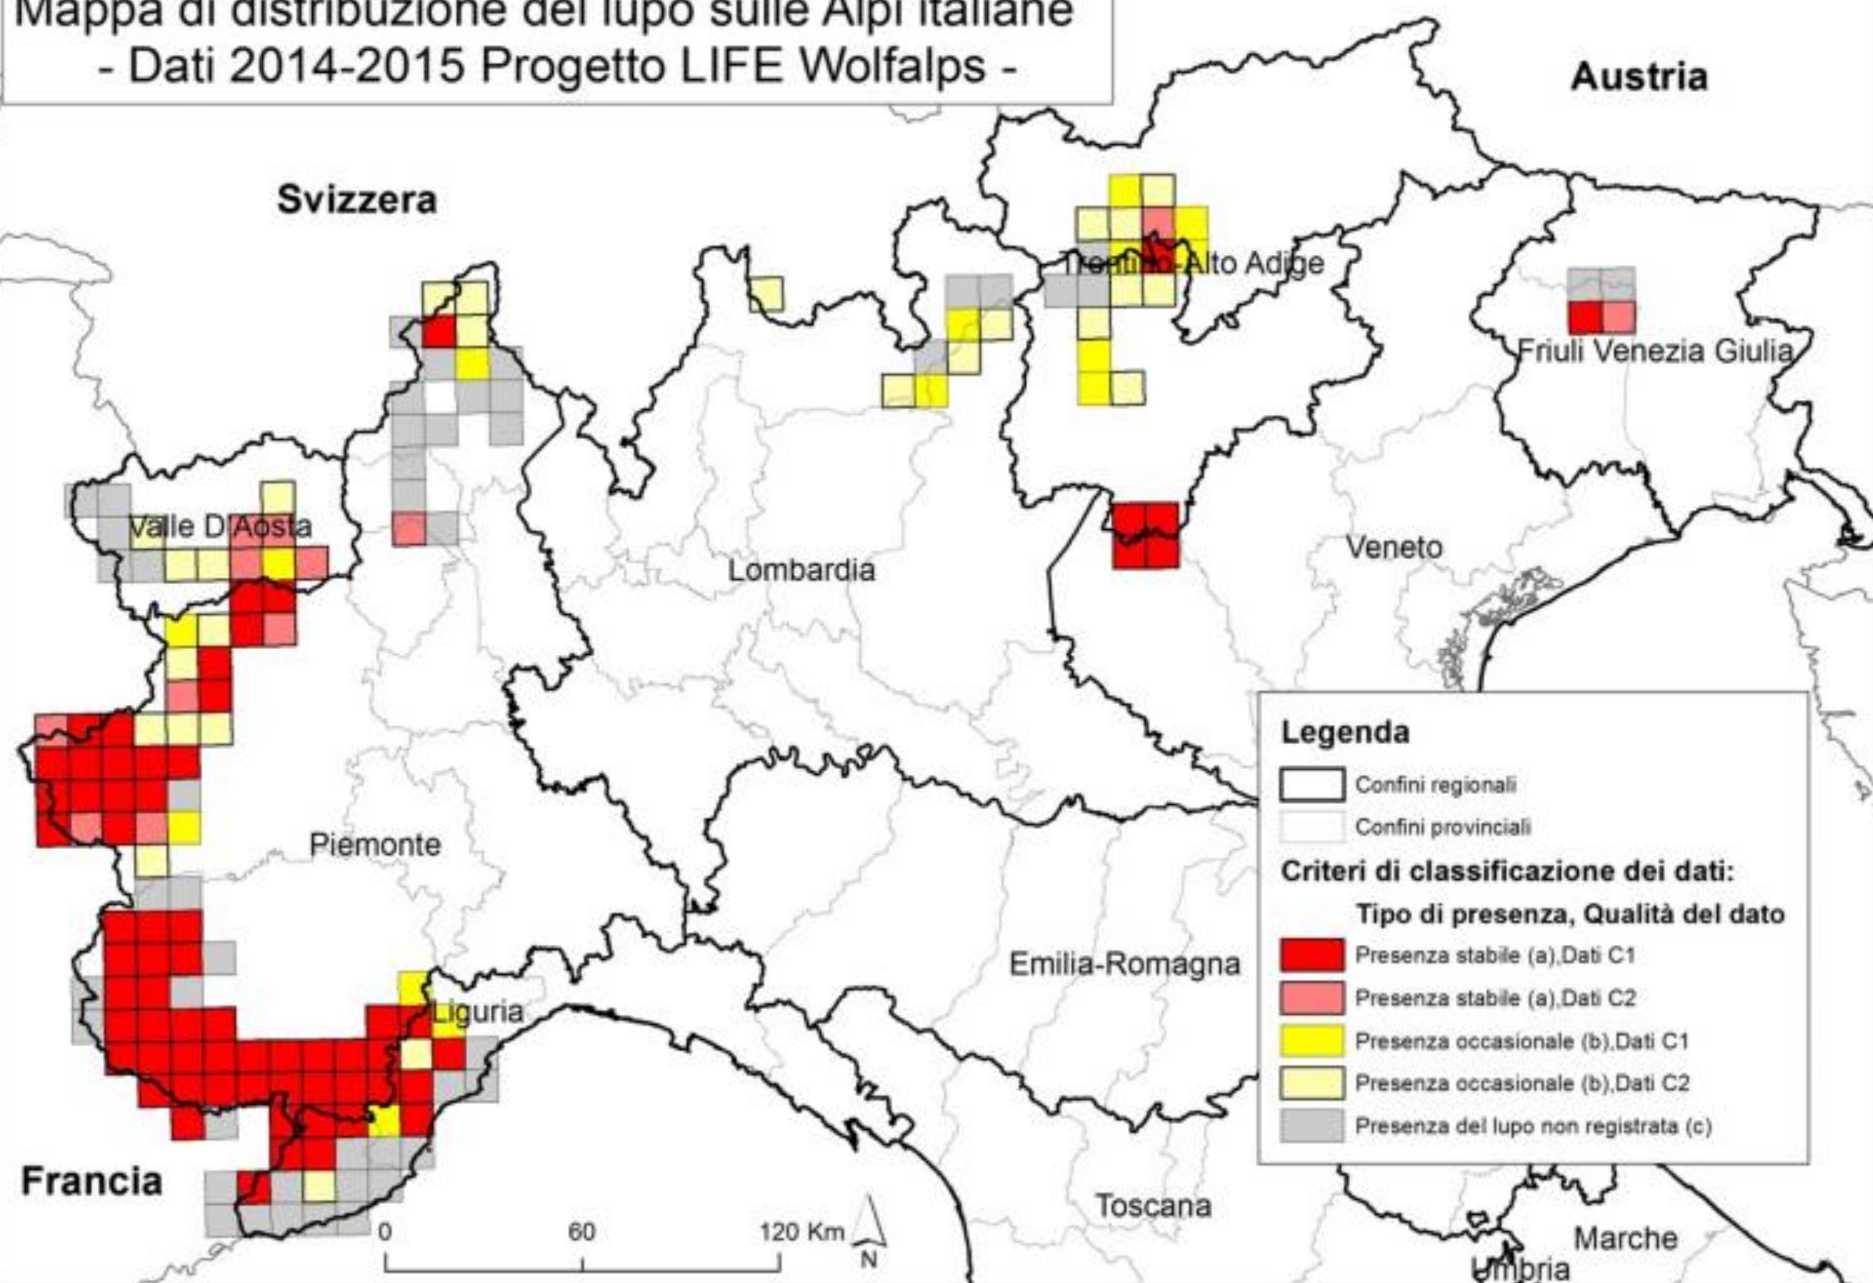 Mappa di distribuzione del lupo sulle Alpi italiane
- Dati 2014-2015 Progetto LIFE Wolfalps -
Austria
Svizzera
Trentino-Alto Adige
Friuli Venezia Giulia
Valle D'Aosta
Veneto
Lombardia
Piemonte
Emilia-Romagna
Liguria
Francia
Toscana
Marche
Umbria
0 60 120 Km
N
Legenda
Confini regionali
Confini provinciali
Criteri di classificazione dei dati:
Tipo di presenza, Qualità del dato
Presenza stabile (a),Dati C1
Presenza stabile (a),Dati C2
Presenza occasionale (b),Dati C1
Presenza occasionale (b),Dati C2
Presenza del lupo non registrata (c)